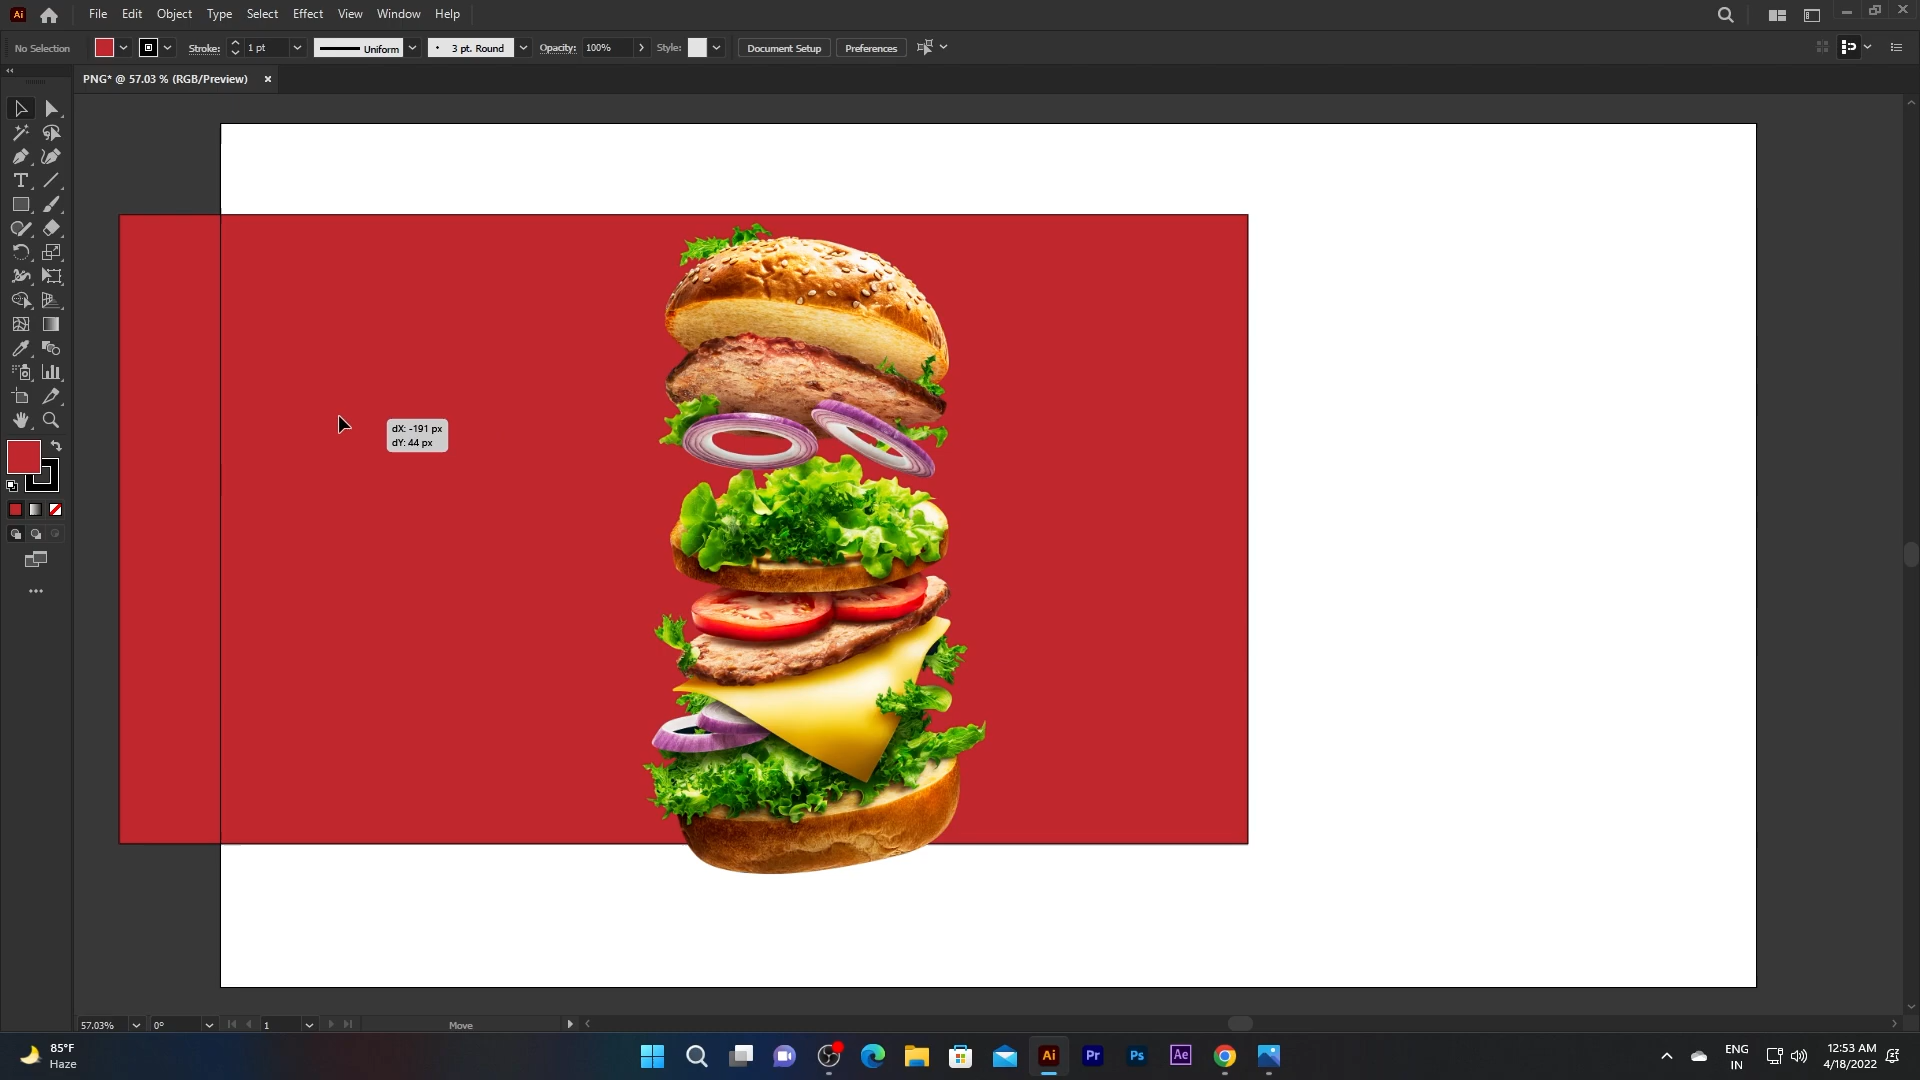 Ai File Edit Object Type Select Effect View Window Help
No Selection Stroke: 1 pt Uniform 3 pt. Round Opacity: 100% Style: Document Setup Preferences
PNG* @ 57.03 % (RGB/Preview)
dX: -191 px
dY: 44 px
57.03% 0° 1 Move
85°F
Haze
Ai Pr Ps Ae
ENG
IN
12:53 AM
4/18/2022